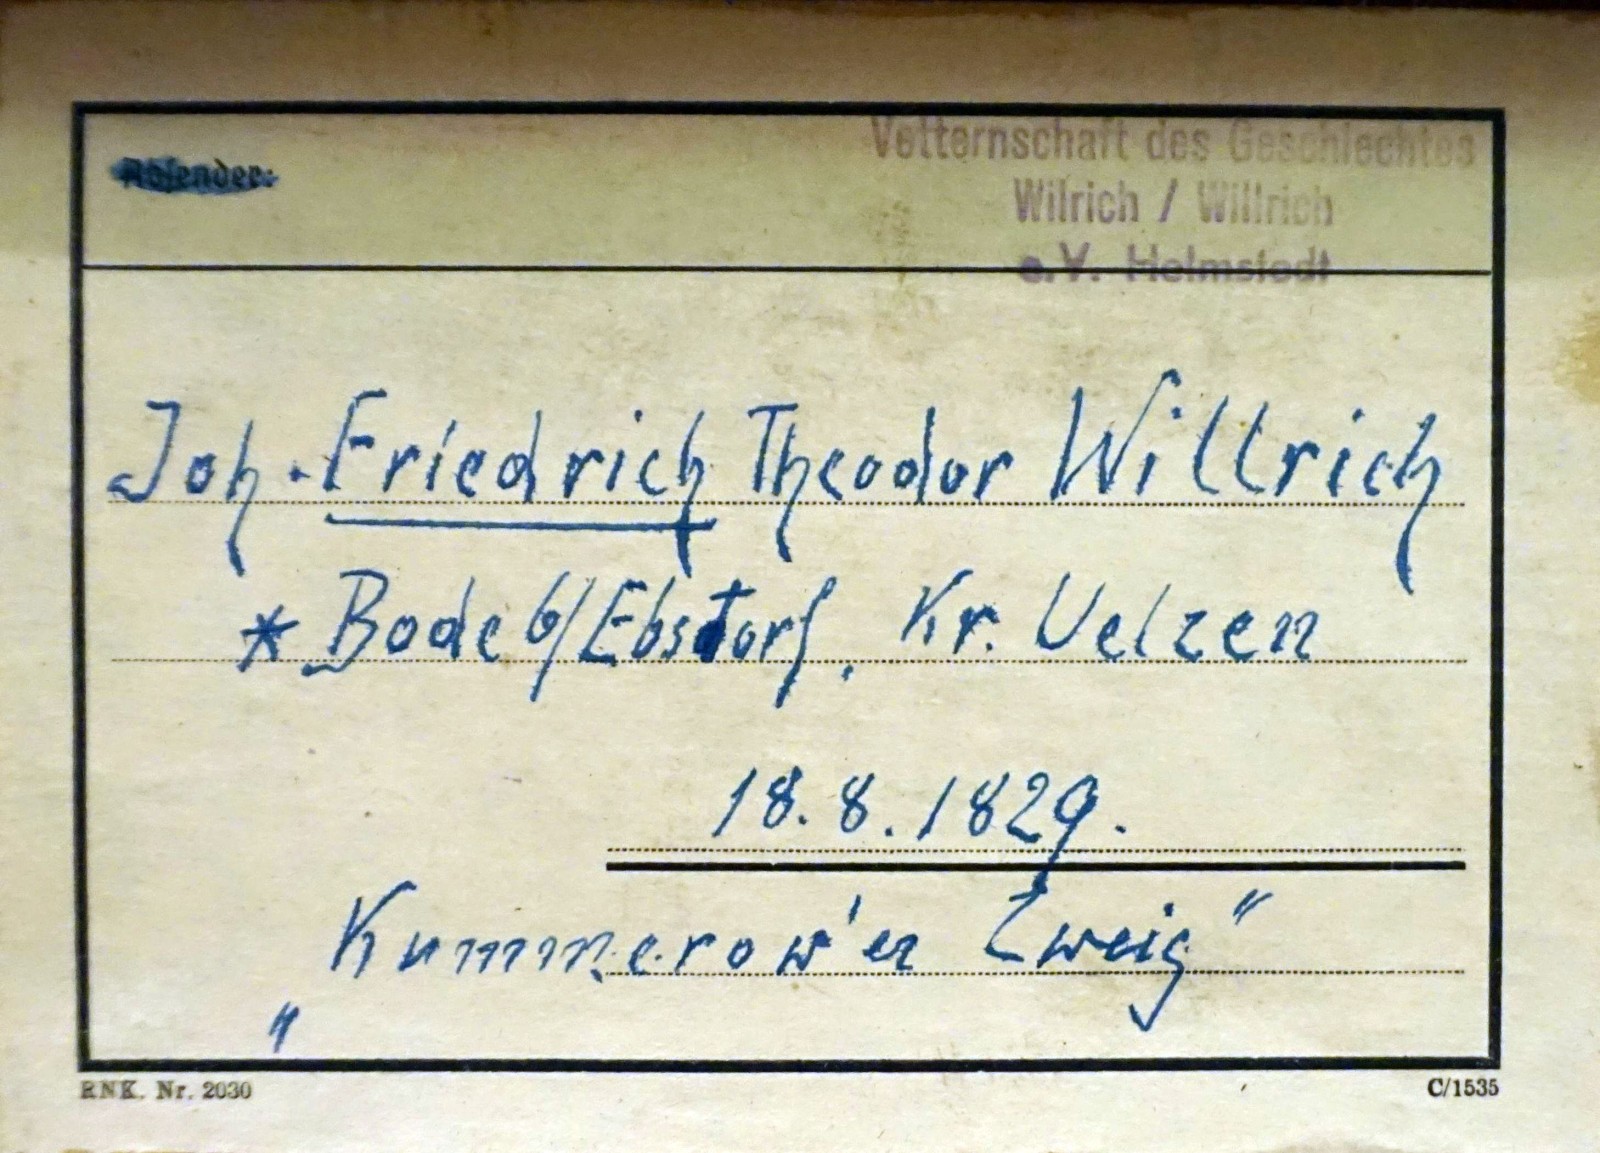 Absender:
Vetternschaft des Geschlechtes
Wilrich / Willrich
e.V. Helmstedt
Joh. Friedrich Theodor Willrich
* Bode b/Ebstorf, Kr. Uelzen
18.8.1829.
„Kummerow'er Zweig"
RNK. Nr. 2030
C/1535